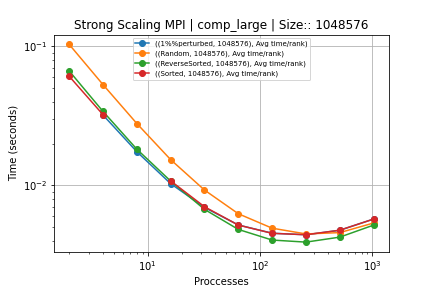 Strong Scaling MPI | comp_large | Size:: 1048576
((1%%perturbed, 1048576), Avg time/rank)
((Random, 1048576), Avg time/rank)
((ReverseSorted, 1048576), Avg time/rank)
((Sorted, 1048576), Avg time/rank)
Time (seconds)
10⁻¹
10⁻²
10¹ 10² 10³
Proccesses